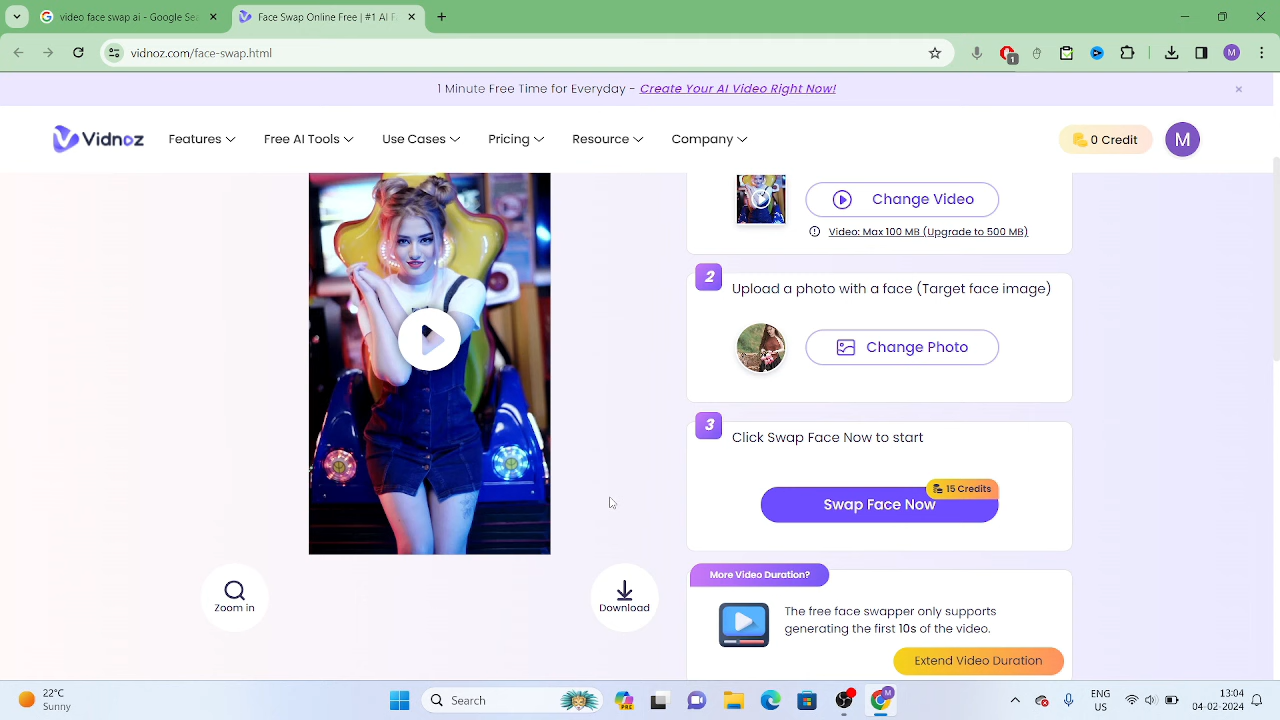 video face swap ai - Google Se
Face Swap Online Free | #1 AI F
vidnoz.com/face-swap.html
1
M
1 Minute Free Time for Everyday - Create Your AI Video Right Now!
Vidnoz
Features
Free AI Tools
Use Cases
Pricing
Resource
Company
0 Credit
M
Change Video
Video: Max 100 MB (Upgrade to 500 MB)
2
Upload a photo with a face (Target face image)
Change Photo
3
Click Swap Face Now to start
15 Credits
Swap Face Now
Zoom in
Download
More Video Duration?
The free face swapper only supports
generating the first 10s of the video.
Extend Video Duration
22°C
Sunny
Search
PRE
M
ENG
US
13:04
04-02-2024